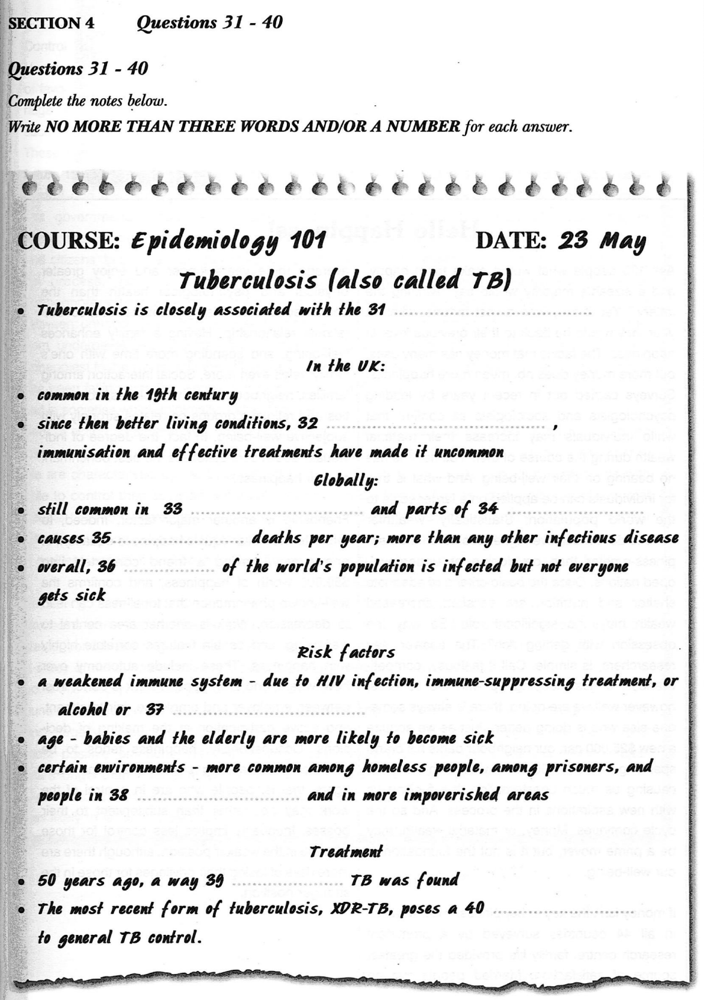 SECTION 4 Questions 31 - 40
Questions 31 - 40
Complete the notes below.
Write NO MORE THAN THREE WORDS AND/OR A NUMBER for each answer.
COURSE: Epidemiology 101 DATE: 23 May
Tuberculosis (also called TB)
• Tuberculosis is closely associated with the 31 ........................................
In the UK:
• common in the 19th century
• since then better living conditions, 32 ........................................ ,
immunisation and effective treatments have made it uncommon
Globally:
• still common in 33 ........................................ and parts of 34 ..............................
• causes 35 .............................. deaths per year; more than any other infectious disease
• overall, 36 .................... of the world's population is infected but not everyone
gets sick
Risk factors
• a weakened immune system - due to HIV infection, immune-suppressing treatment, or
alcohol or 37 ........................................
• age - babies and the elderly are more likely to become sick
• certain environments - more common among homeless people, among prisoners, and
people in 38 .................................. and in more impoverished areas
Treatment
• 50 years ago, a way 39 ........................ TB was found
• The most recent form of tuberculosis, XDR-TB, poses a 40 ..............................
to general TB control.